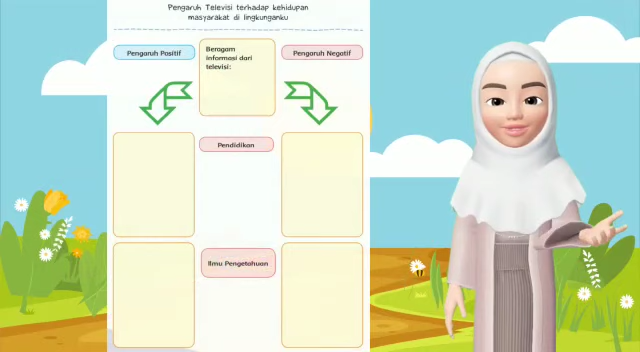 Pengaruh Televisi terhadap kehidupan
masyarakat di lingkunganku
Pengaruh Positif
Beragam
informasi dari
televisi:
Pengaruh Negatif
Pendidikan
Ilmu Pengetahuan